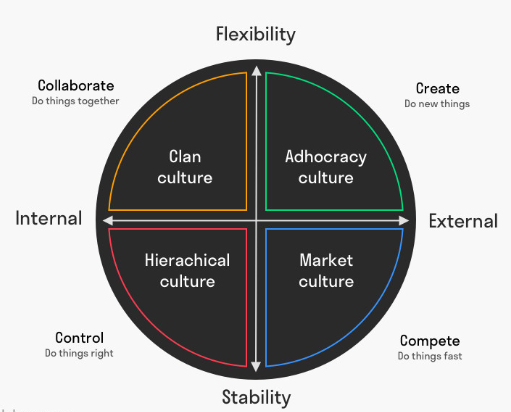 Flexibility
Collaborate
Do things together
Create
Do new things
Clan
culture
Adhocracy
culture
Internal
External
Hierachical
culture
Market
culture
Control
Do things right
Compete
Do things fast
Stability